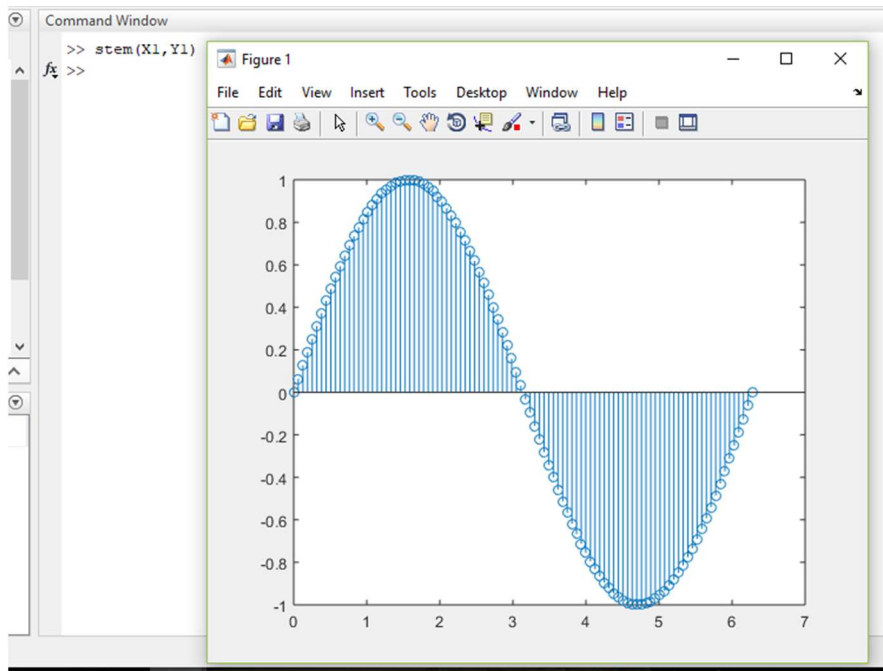 Command Window
>> stem(X1,Y1)
fx >>
Figure 1
File Edit View Insert Tools Desktop Window Help
1
0.8
0.6
0.4
0.2
0
-0.2
-0.4
-0.6
-0.8
-1
0 1 2 3 4 5 6 7